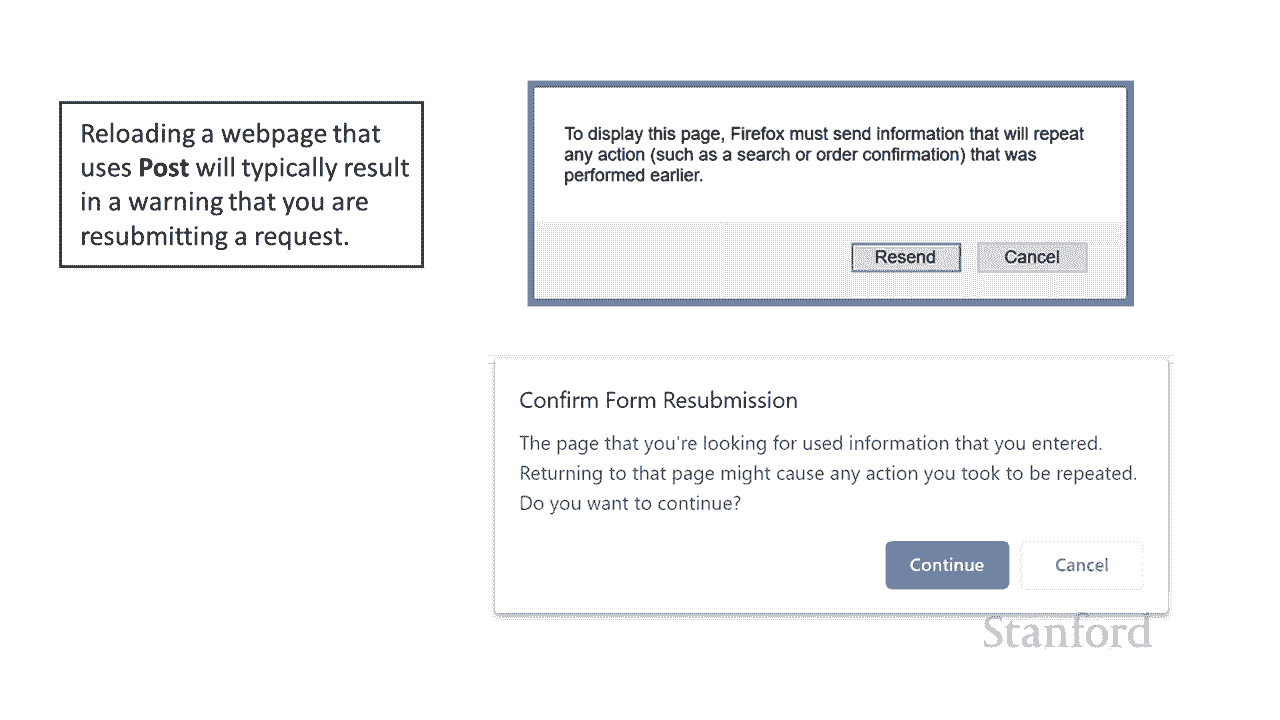 Reloading a webpage that
uses Post will typically result
in a warning that you are
resubmitting a request.
To display this page, Firefox must send information that will repeat
any action (such as a search or order confirmation) that was
performed earlier.
Resend
Cancel
Confirm Form Resubmission
The page that you're looking for used information that you entered.
Returning to that page might cause any action you took to be repeated.
Do you want to continue?
Continue
Cancel
Stanford